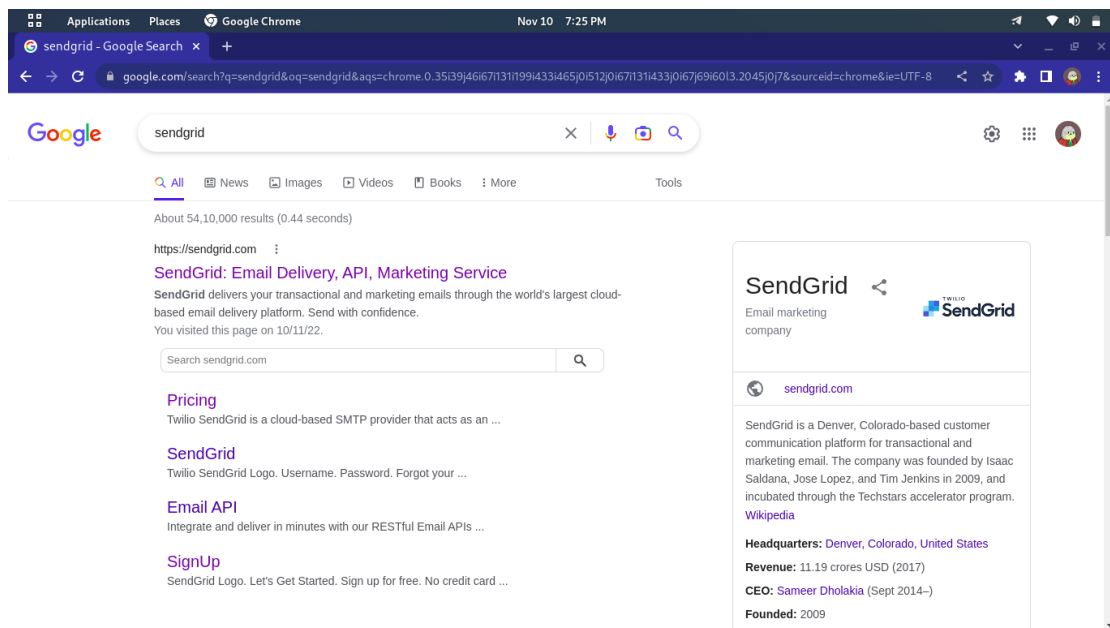 Applications Places Google Chrome Nov 10 7:25 PM
sendgrid - Google Search
google.com/search?q=sendgrid&oq=sendgrid&aqs=chrome.0.35i39j46i67i131i199i433i465j0i512j0i67i131i433j0i67j69i60l3.2045j0j7&sourceid=chrome&ie=UTF-8
Google
sendgrid
All News Images Videos Books More Tools
About 54,10,000 results (0.44 seconds)
https://sendgrid.com
SendGrid: Email Delivery, API, Marketing Service
SendGrid delivers your transactional and marketing emails through the world's largest cloud-
based email delivery platform. Send with confidence.
You visited this page on 10/11/22.
Search sendgrid.com
Pricing
Twilio SendGrid is a cloud-based SMTP provider that acts as an ...
SendGrid
Twilio SendGrid Logo. Username. Password. Forgot your ...
Email API
Integrate and deliver in minutes with our RESTful Email APIs ...
SignUp
SendGrid Logo. Let's Get Started. Sign up for free. No credit card ...
SendGrid
Email marketing
company
TWILIO
SendGrid
sendgrid.com
SendGrid is a Denver, Colorado-based customer
communication platform for transactional and
marketing email. The company was founded by Isaac
Saldana, Jose Lopez, and Tim Jenkins in 2009, and
incubated through the Techstars accelerator program.
Wikipedia
Headquarters: Denver, Colorado, United States
Revenue: 11.19 crores USD (2017)
CEO: Sameer Dholakia (Sept 2014–)
Founded: 2009